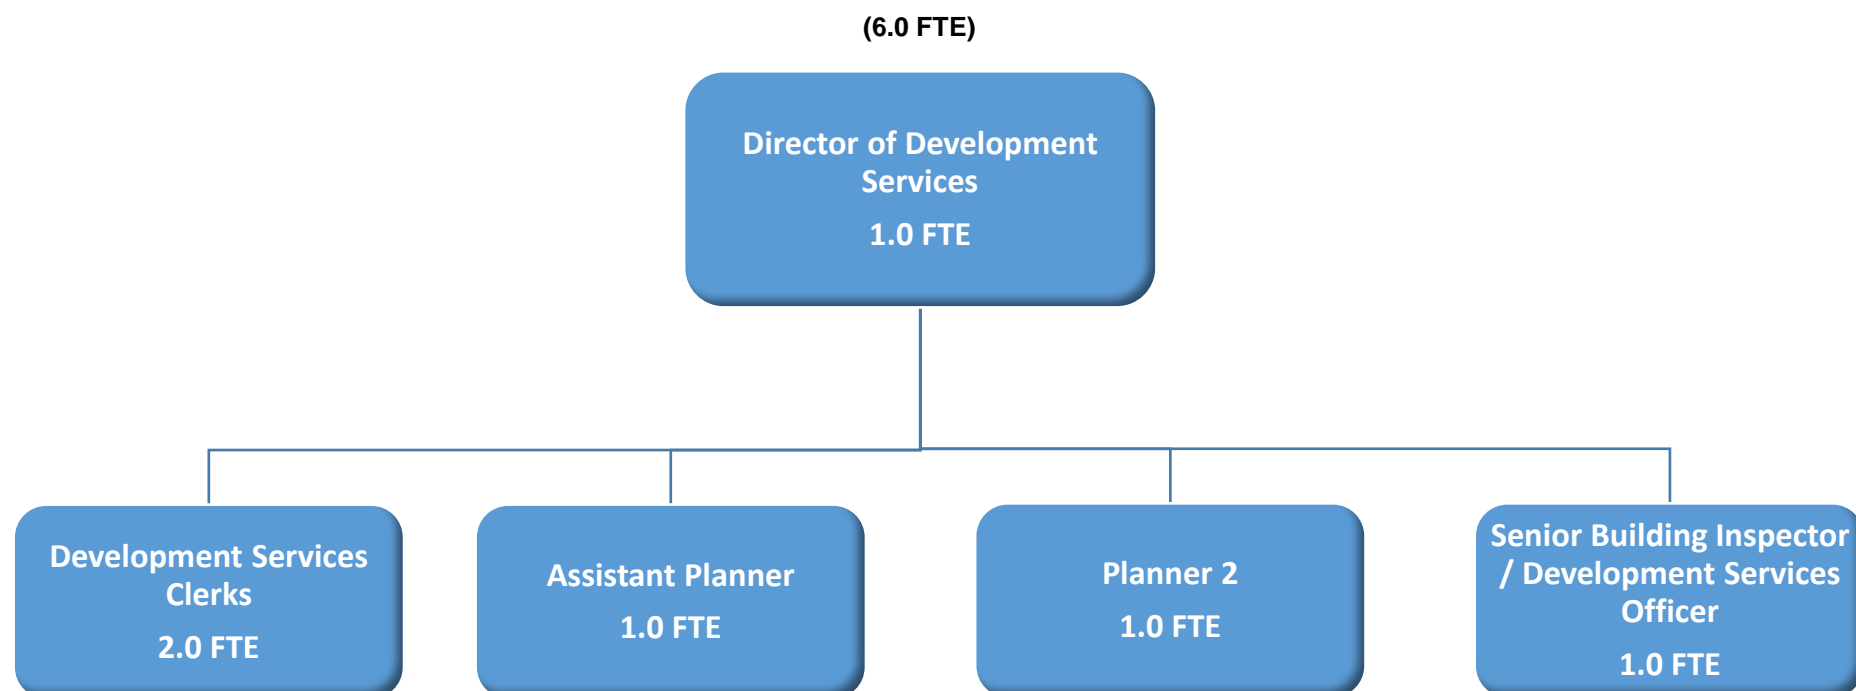 (6.0 FTE)
Director of Development
Services
1.0 FTE
Development Services
Clerks
2.0 FTE
Assistant Planner
1.0 FTE
Planner 2
1.0 FTE
Senior Building Inspector
/ Development Services
Officer
1.0 FTE